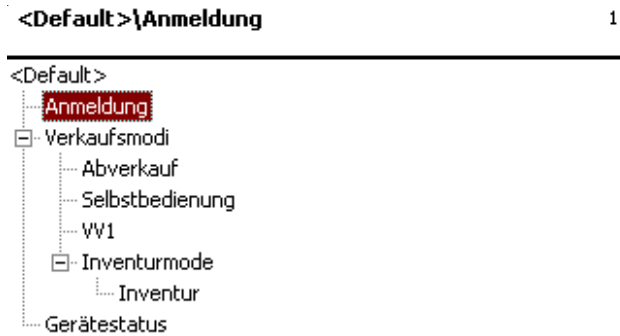 <Default>\Anmeldung 1
<Default>
Anmeldung
Verkaufsmodi
Abverkauf
Selbstbedienung
VV1
Inventurmode
Inventur
Gerätestatus